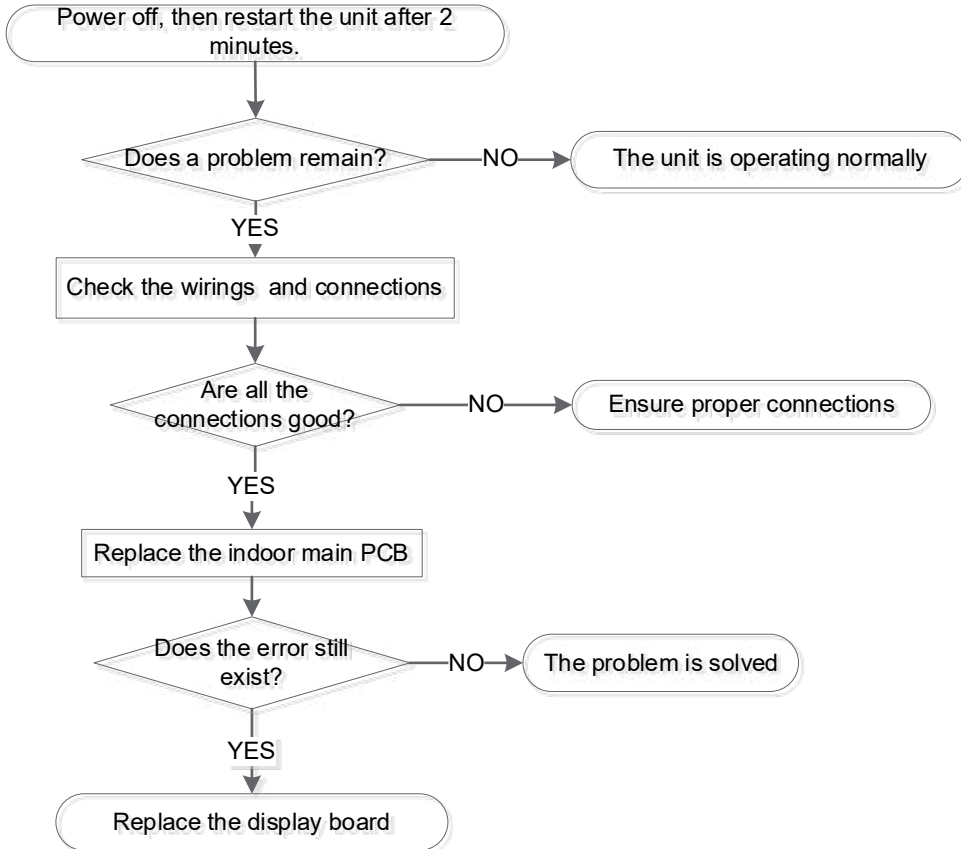 Power off, then restart the unit after 2
minutes.
Does a problem remain?
NO
The unit is operating normally
YES
Check the wirings and connections
Are all the
connections good?
NO
Ensure proper connections
YES
Replace the indoor main PCB
Does the error still
exist?
NO
The problem is solved
YES
Replace the display board